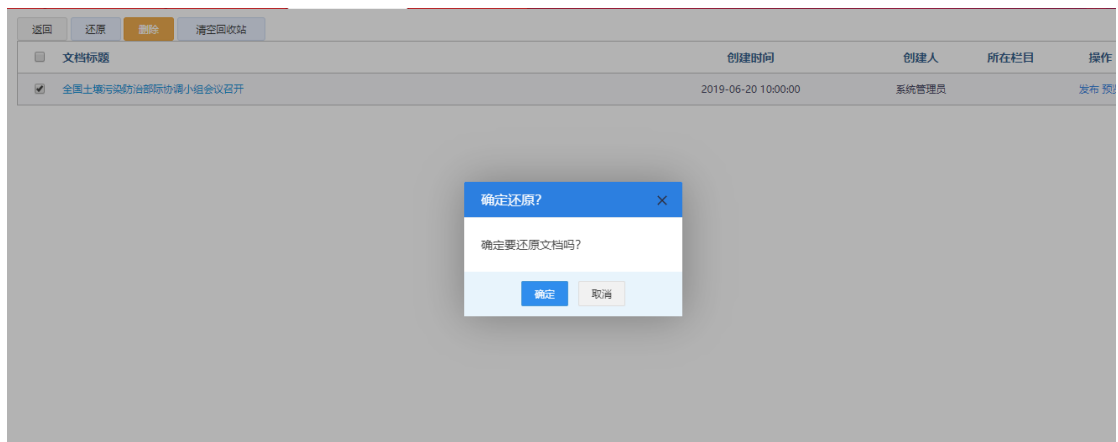 返回 还原 删除 清空回收站
文档标题 创建时间 创建人 所在栏目 操作
全国土壤污染防治部际协调小组会议召开 2019-06-20 10:00:00 系统管理员 发布 预览
确定还原?
确定要还原文档吗?
确定 取消